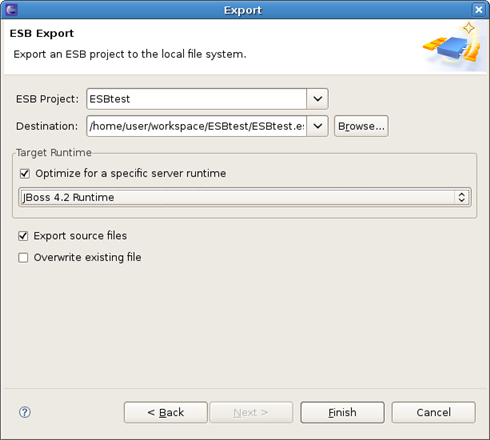 Export
ESB Export
Export an ESB project to the local file system.
ESB Project: ESBtest
Destination: /home/user/workspace/ESBtest/ESBtest.es Browse...
Target Runtime
Optimize for a specific server runtime
JBoss 4.2 Runtime
Export source files
Overwrite existing file
? < Back Next > Finish Cancel